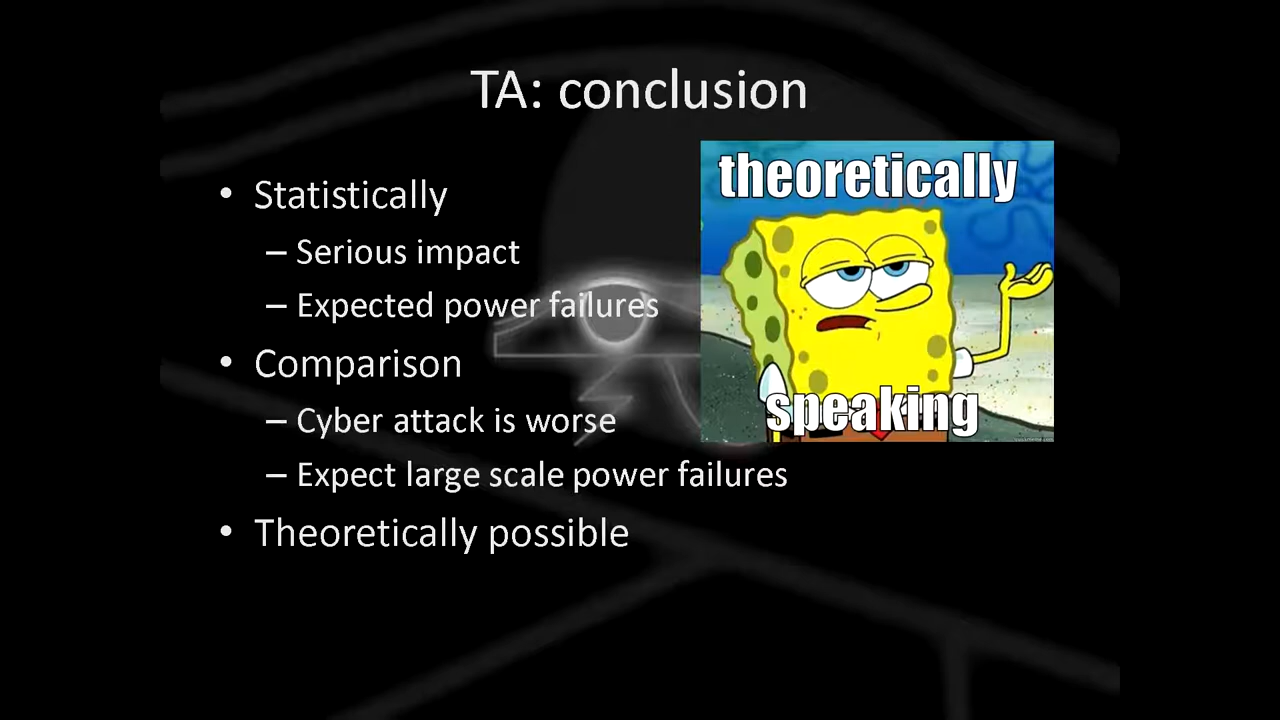 TA: conclusion
• Statistically
– Serious impact
– Expected power failures
• Comparison
– Cyber attack is worse
– Expect large scale power failures
• Theoretically possible
theoretically
speaking